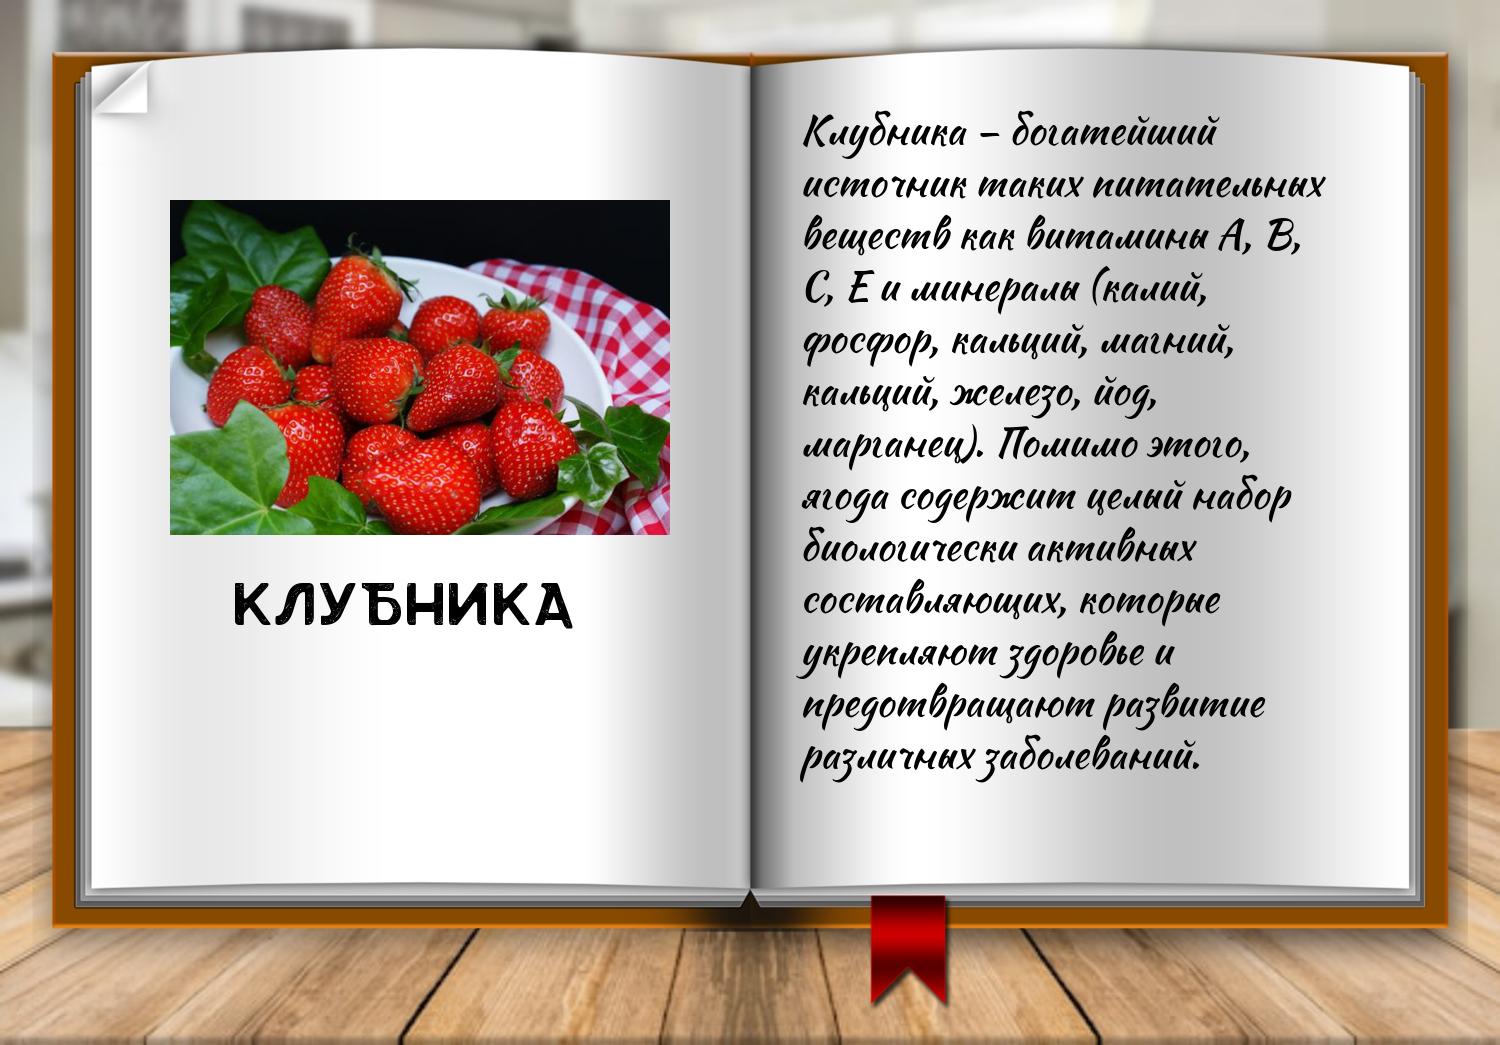 КЛУБНИКА
Клубника – богатейший
источник таких питательных
веществ как витамины А, В,
С, Е и минералы (калий,
фосфор, кальций, магний,
кальций, железо, йод,
марганец). Помимо этого,
ягода содержит целый набор
биологически активных
составляющих, которые
укрепляют здоровье и
предотвращают развитие
различных заболеваний.